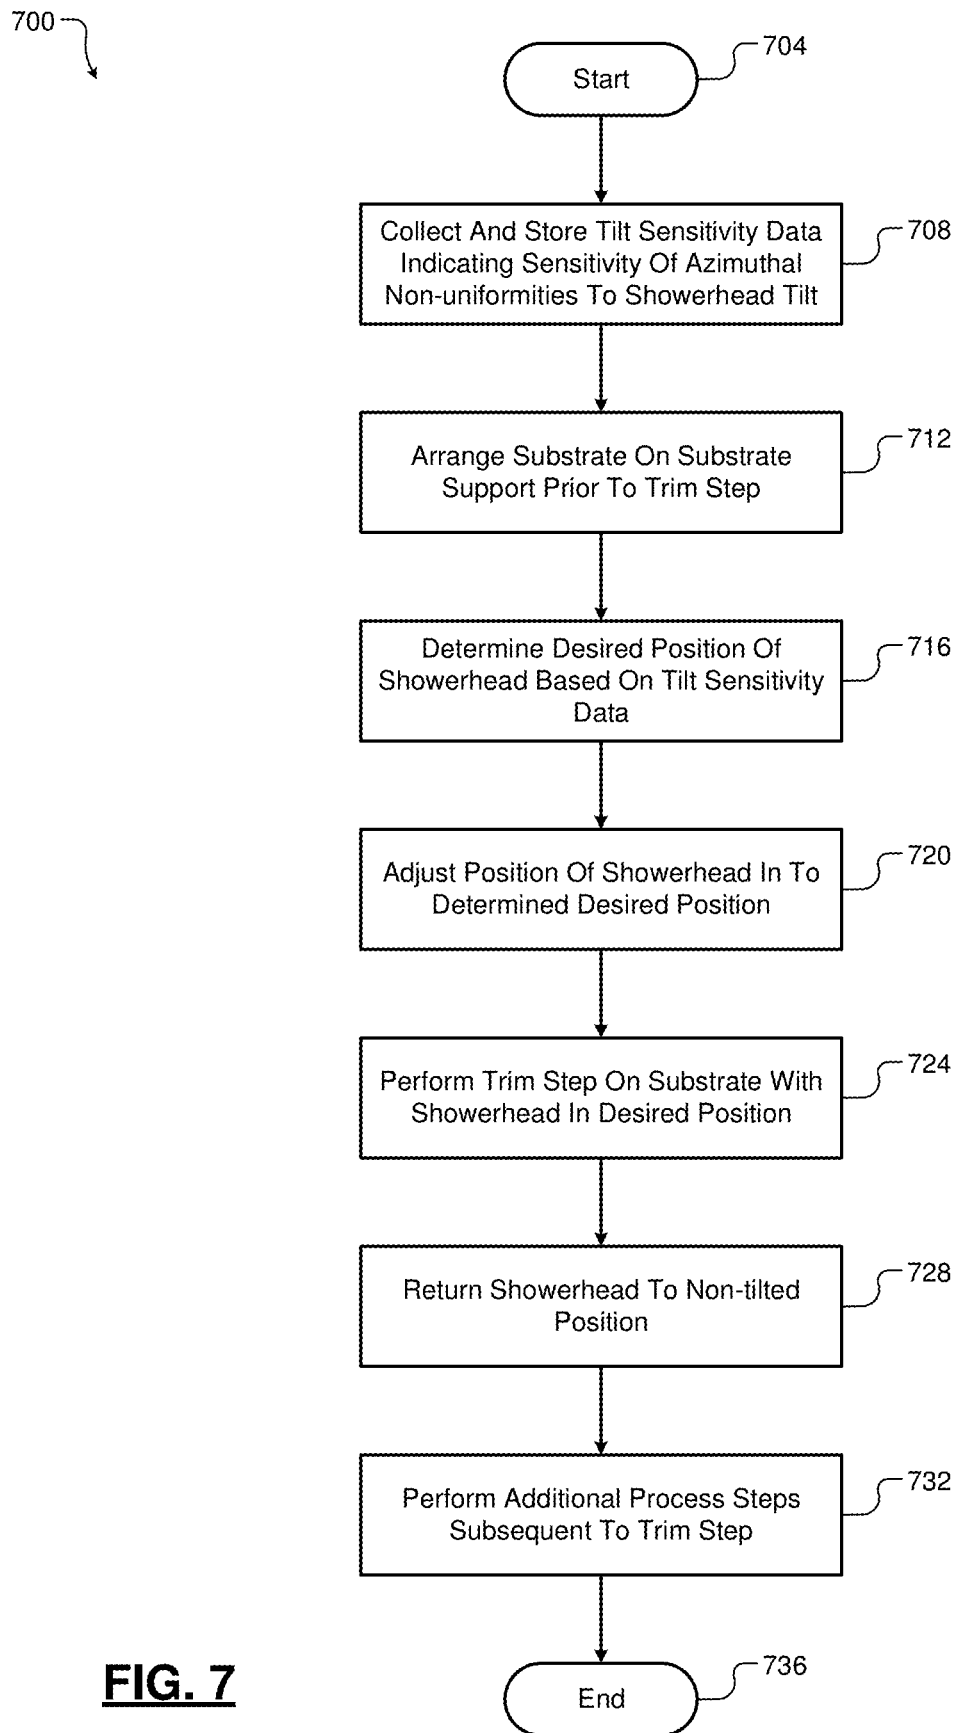 700
Start
704
Collect And Store Tilt Sensitivity Data
Indicating Sensitivity Of Azimuthal
Non-uniformities To Showerhead Tilt
708
Arrange Substrate On Substrate
Support Prior To Trim Step
712
Determine Desired Position Of
Showerhead Based On Tilt Sensitivity
Data
716
Adjust Position Of Showerhead In To
Determined Desired Position
720
Perform Trim Step On Substrate With
Showerhead In Desired Position
724
Return Showerhead To Non-tilted
Position
728
Perform Additional Process Steps
Subsequent To Trim Step
732
End
736
FIG. 7